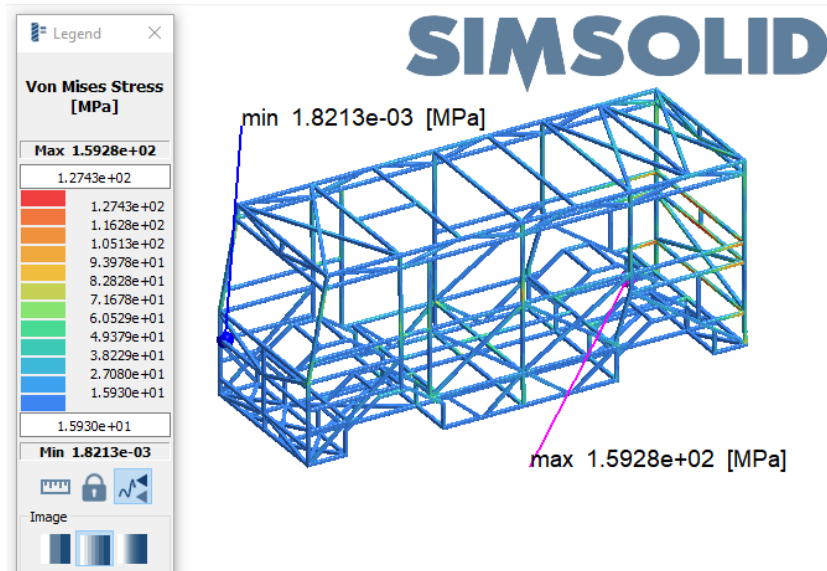 Legend
Von Mises Stress
[MPa]
Max 1.5928e+02
1.2743e+02
1.2743e+02
1.1628e+02
1.0513e+02
9.3978e+01
8.2828e+01
7.1678e+01
6.0529e+01
4.9379e+01
3.8229e+01
2.7080e+01
1.5930e+01
1.5930e+01
Min 1.8213e-03
Image
SIMSOLID
min 1.8213e-03 [MPa]
max 1.5928e+02 [MPa]